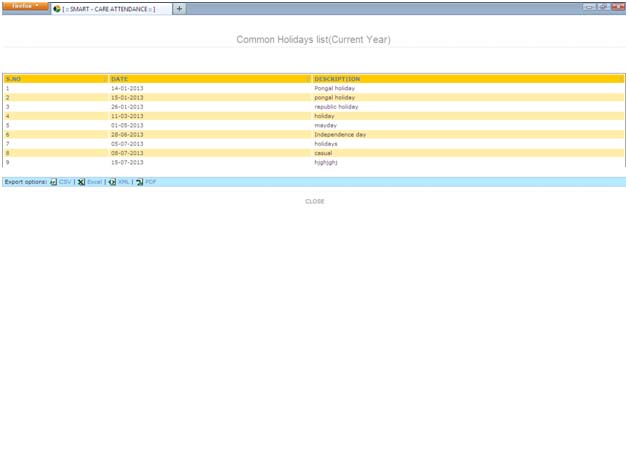 Firefox
[ :: SMART - CARE ATTENDANCE :: ]
Common Holidays list(Current Year)
S.NO DATE DESCRIPTIION
1 14-01-2013 Pongal holiday
2 15-01-2013 pongal holiday
3 26-01-2013 republic holiday
4 11-03-2013 holiday
5 01-05-2013 mayday
6 28-06-2013 Independence day
7 05-07-2013 holidays
8 08-07-2013 casual
9 15-07-2013 hjghjghj
Export options: CSV | Excel | XML | PDF
CLOSE